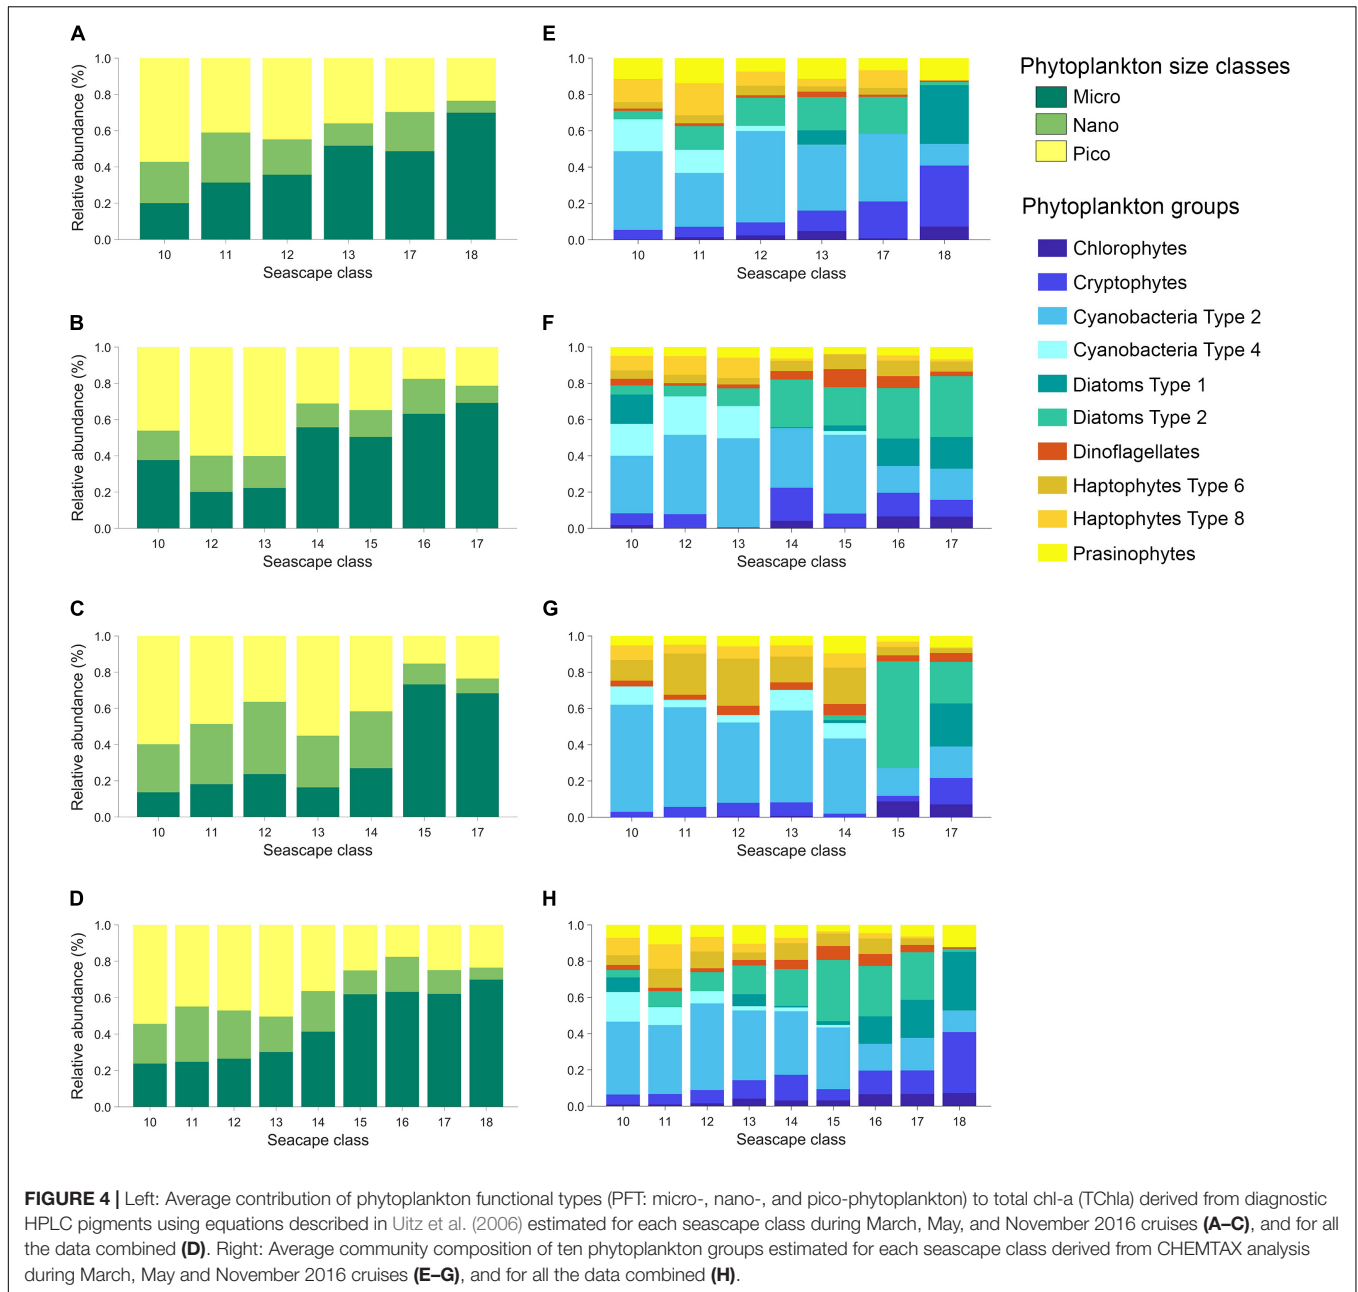 A
Relative abundance (%)
1.0
0.8
0.6
0.4
0.2
0.0
10 11 12 13 17 18
Seascape class
E
1.0
0.8
0.6
0.4
0.2
0.0
10 11 12 13 17 18
Seascape class
Phytoplankton size classes
Micro
Nano
Pico
Phytoplankton groups
Chlorophytes
Cryptophytes
Cyanobacteria Type 2
Cyanobacteria Type 4
Diatoms Type 1
Diatoms Type 2
Dinoflagellates
Haptophytes Type 6
Haptophytes Type 8
Prasinophytes
B
Relative abundance (%)
1.0
0.8
0.6
0.4
0.2
0.0
10 12 13 14 15 16 17
Seascape class
F
1.0
0.8
0.6
0.4
0.2
0.0
10 12 13 14 15 16 17
Seascape class
C
Relative abundance (%)
1.0
0.8
0.6
0.4
0.2
0.0
10 11 12 13 14 15 17
Seascape class
G
1.0
0.8
0.6
0.4
0.2
0.0
10 11 12 13 14 15 17
Seascape class
D
Relative abundance (%)
1.0
0.8
0.6
0.4
0.2
0.0
10 11 12 13 14 15 16 17 18
Seacape class
H
1.0
0.8
0.6
0.4
0.2
0.0
10 11 12 13 14 15 16 17 18
Seascape class
FIGURE 4 | Left: Average contribution of phytoplankton functional types (PFT: micro-, nano-, and pico-phytoplankton) to total chl-a (TChla) derived from diagnostic
HPLC pigments using equations described in Uitz et al. (2006) estimated for each seascape class during March, May, and November 2016 cruises (A–C), and for all
the data combined (D). Right: Average community composition of ten phytoplankton groups estimated for each seascape class derived from CHEMTAX analysis
during March, May and November 2016 cruises (E–G), and for all the data combined (H).